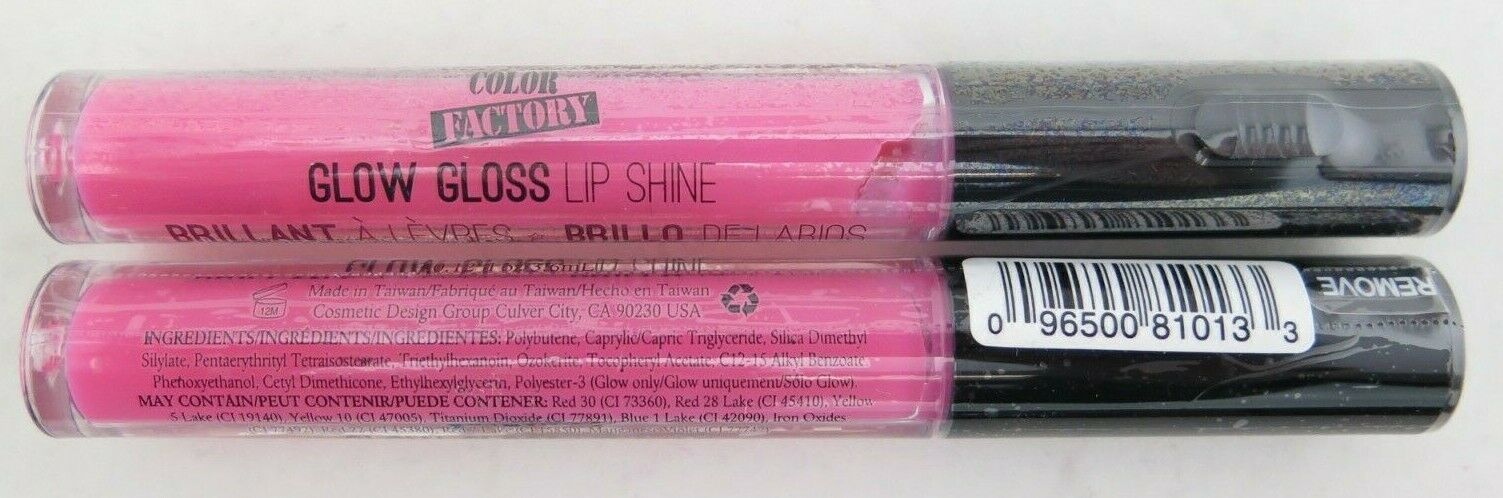 COLOR
FACTORY
GLOW GLOSS LIP SHINE
BRILLANT À LÈVRES - BRILLO DE LABIOS
12M
Made in Taiwan/Fabriqué au Taiwan/Hecho en Taiwan
Cosmetic Design Group Culver City, CA 90230 USA
INGREDIENTS/INGRÉDIENTS/INGREDIENTES: Polybutene, Caprylic/Capric Triglyceride, Silica Dimethyl
Silylate, Pentaerythrityl Tetraisostearate, Triethylhexanoin, Ozokerite, Tocopheryl Acetate, C12-15 Alkyl Benzoate
Phenoxyethanol, Cetyl Dimethicone, Ethylhexylglycerin, Polyester-3 (Glow only/Glow uniquement/Sólo Glow).
MAY CONTAIN/PEUT CONTENIR/PUEDE CONTENER: Red 30 (CI 73360), Red 28 Lake (CI 45410), Yellow
5 Lake (CI 19140), Yellow 10 (CI 47005), Titanium Dioxide (CI 77891), Blue 1 Lake (CI 42090), Iron Oxides
0 96500 81013 3
REMOVE